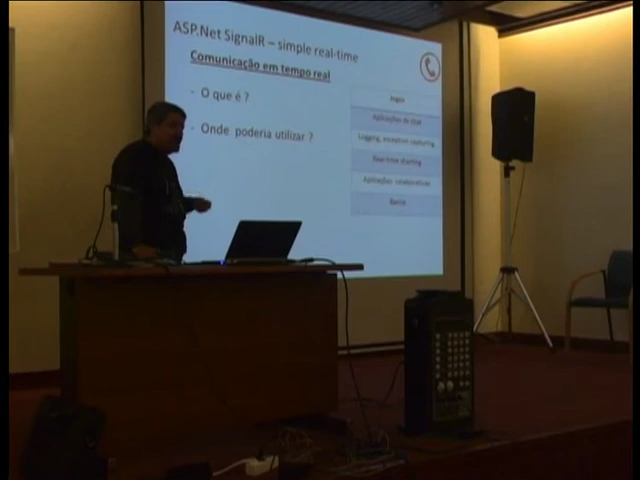 ASP.Net SignalR – simple real-time
Comunicação em tempo real
- O que é ?
- Onde poderia utilizar ?
Jogos
Aplicações de chat
Logging, exception capturing
Real-time charting
Aplicações colaborativas